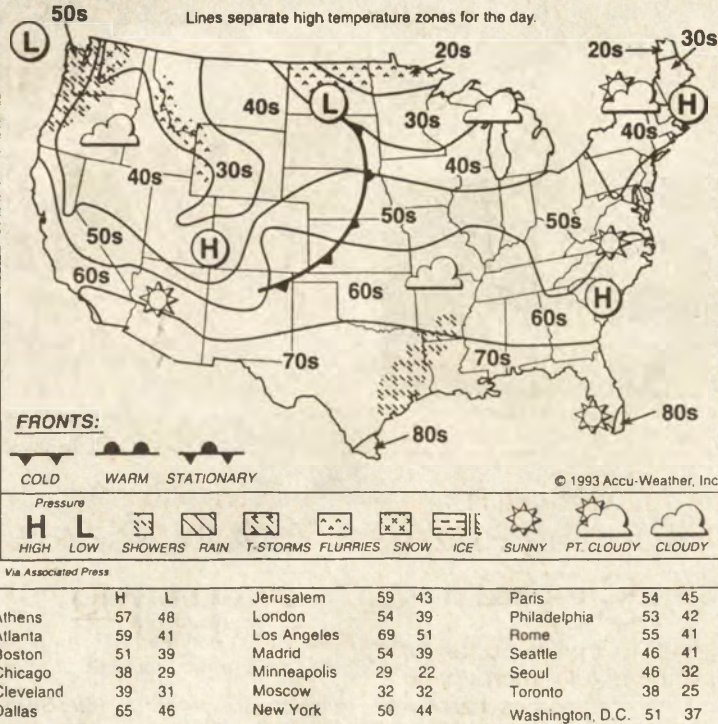 Lines separate high temperature zones for the day.
50s
L
20s
20s
30s
40s
L
30s
H
40s
40s
40s
30s
50s
50s
50s
H
60s
60s
H
60s
70s
70s
80s
80s
FRONTS:
COLD WARM STATIONARY
© 1993 Accu-Weather, Inc
Pressure
H L
HIGH LOW SHOWERS RAIN T-STORMS FLURRIES SNOW ICE SUNNY PT. CLOUDY CLOUDY
Via Associated Press
H L
Athens 57 48
Atlanta 59 41
Boston 51 39
Chicago 38 29
Cleveland 39 31
Dallas 65 46
Jerusalem 59 43
London 54 39
Los Angeles 69 51
Madrid 54 39
Minneapolis 29 22
Moscow 32 32
New York 50 44
Paris 54 45
Philadelphia 53 42
Rome 55 41
Seattle 46 41
Seoul 46 32
Toronto 38 25
Washington, D.C. 51 37